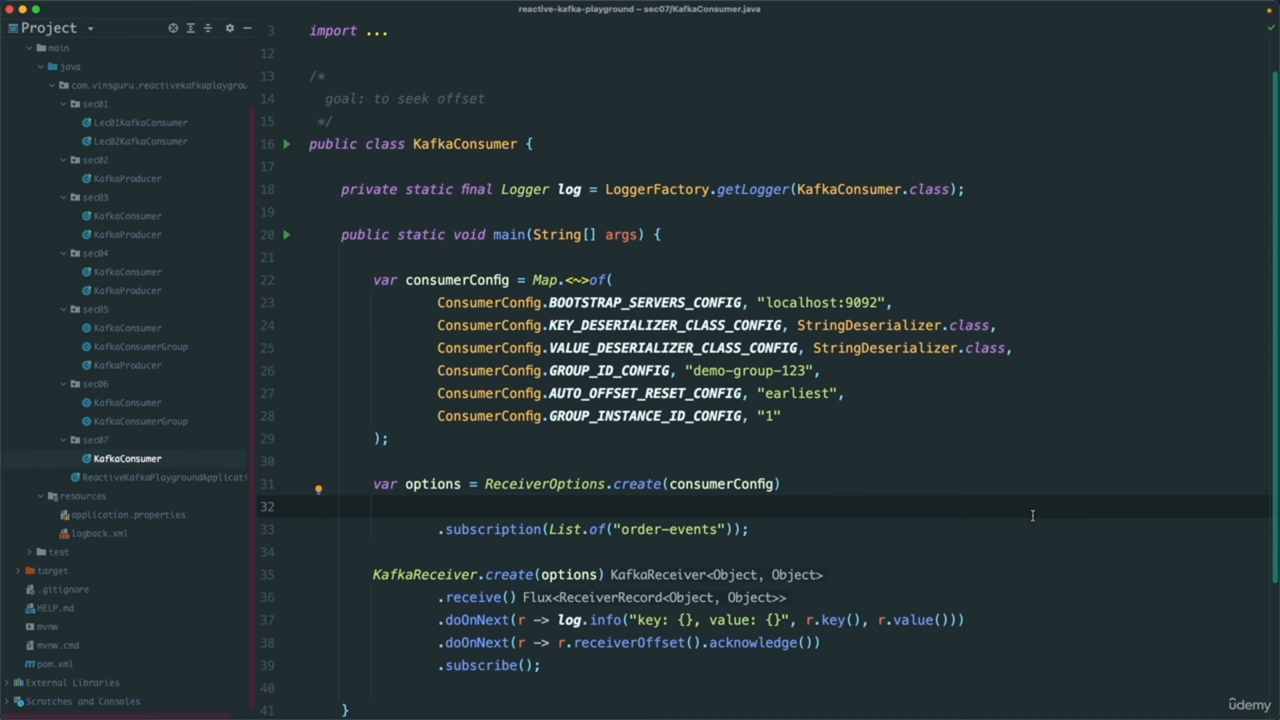 reactive-kafka-playground – sec07/KafkaConsumer.java
Project
main
java
com.vinsguru.reactivekafkaplaygrou
sec01
Lec01KafkaConsumer
Lec02KafkaConsumer
sec02
KafkaProducer
sec03
KafkaConsumer
KafkaProducer
sec04
KafkaConsumer
KafkaProducer
sec05
KafkaConsumer
KafkaConsumerGroup
KafkaProducer
sec06
KafkaConsumer
KafkaConsumerGroup
sec07
KafkaConsumer
ReactiveKafkaPlaygroundApplicati
resources
application.properties
logback.xml
test
target
.gitignore
HELP.md
mvnw
mvnw.cmd
pom.xml
External Libraries
Scratches and Consoles
3 import ...
12
13 /*
14 goal: to seek offset
15 */
16 public class KafkaConsumer {
17
18 private static final Logger log = LoggerFactory.getLogger(KafkaConsumer.class);
19
20 public static void main(String[] args) {
21
22 var consumerConfig = Map.<~>of(
23 ConsumerConfig.BOOTSTRAP_SERVERS_CONFIG, "localhost:9092",
24 ConsumerConfig.KEY_DESERIALIZER_CLASS_CONFIG, StringDeserializer.class,
25 ConsumerConfig.VALUE_DESERIALIZER_CLASS_CONFIG, StringDeserializer.class,
26 ConsumerConfig.GROUP_ID_CONFIG, "demo-group-123",
27 ConsumerConfig.AUTO_OFFSET_RESET_CONFIG, "earliest",
28 ConsumerConfig.GROUP_INSTANCE_ID_CONFIG, "1"
29 );
30
31 var options = ReceiverOptions.create(consumerConfig)
32
33 .subscription(List.of("order-events"));
34
35 KafkaReceiver.create(options) KafkaReceiver<Object, Object>
36 .receive() Flux<ReceiverRecord<Object, Object>>
37 .doOnNext(r -> log.info("key: {}, value: {}", r.key(), r.value()))
38 .doOnNext(r -> r.receiverOffset().acknowledge())
39 .subscribe();
40
41 }
udemy